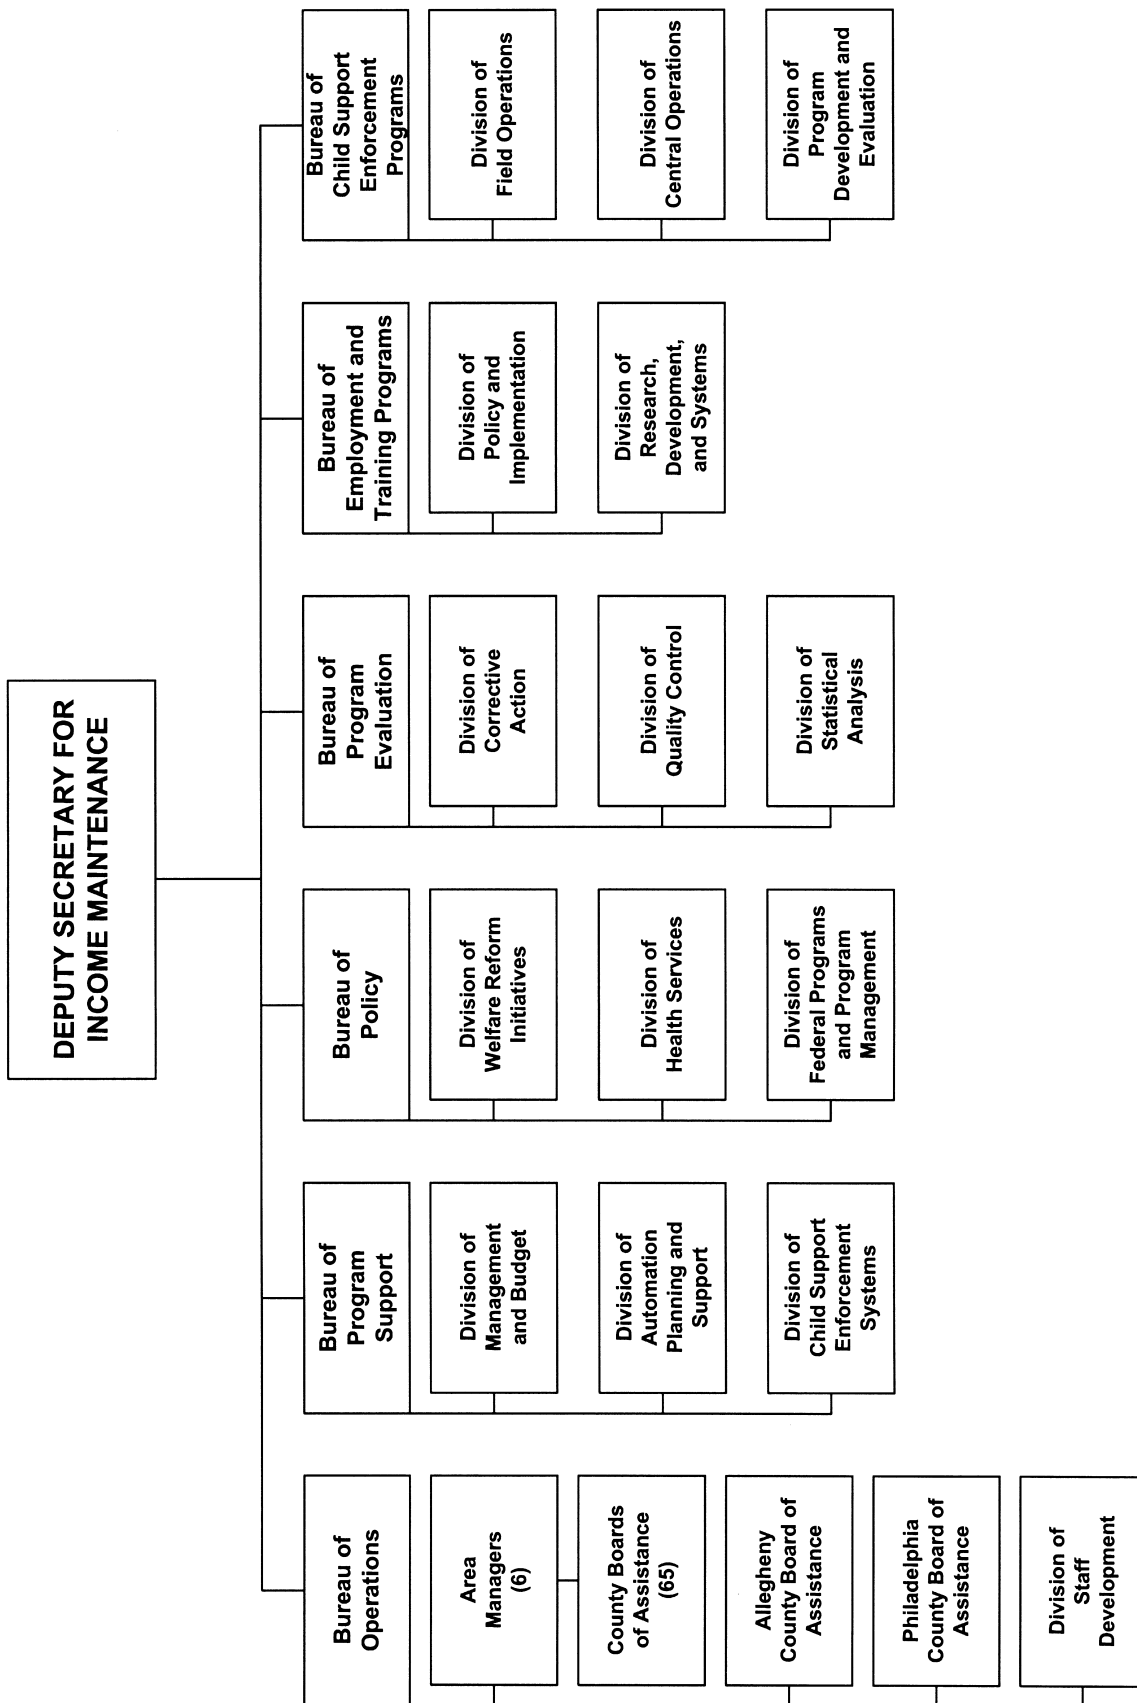 DEPUTY SECRETARY FOR
INCOME MAINTENANCE
Bureau of
Operations
Area
Managers
(6)
County Boards
of Assistance
(65)
Allegheny
County Board of
Assistance
Philadelphia
County Board of
Assistance
Division of
Staff
Development
Bureau of
Program
Support
Division of
Management
and Budget
Division of
Automation
Planning and
Support
Division of
Child Support
Enforcement
Systems
Bureau of
Policy
Division of
Welfare Reform
Initiatives
Division of
Health Services
Division of
Federal Programs
and Program
Management
Bureau of
Program
Evaluation
Division of
Corrective
Action
Division of
Quality Control
Division of
Statistical
Analysis
Bureau of
Employment and
Training Programs
Division of
Policy and
Implementation
Division of
Research,
Development,
and Systems
Bureau of
Child Support
Enforcement
Programs
Division of
Field Operations
Division of
Central Operations
Division of
Program
Development and
Evaluation